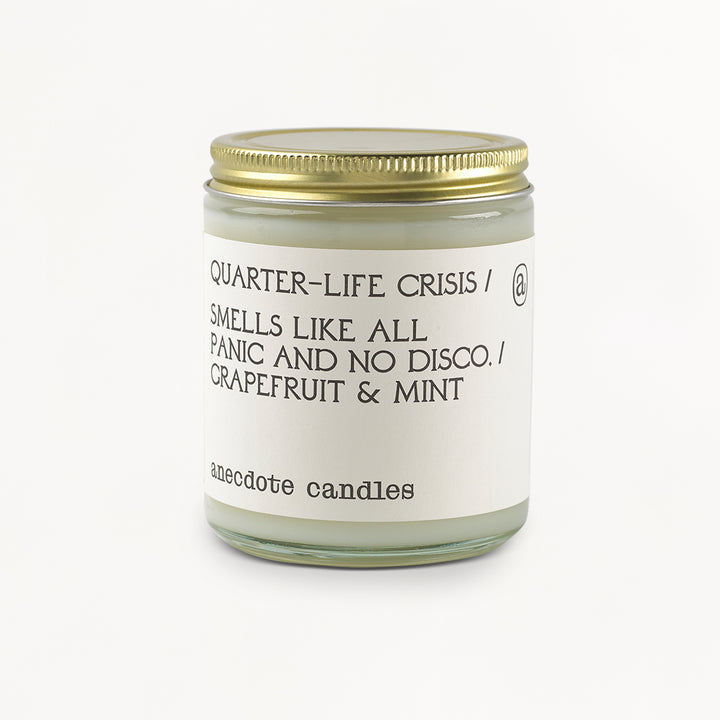 QUARTER-LIFE CRISIS / @
SMELLS LIKE ALL
PANIC AND NO DISCO. /
GRAPEFRUIT & MINT
anecdote candles